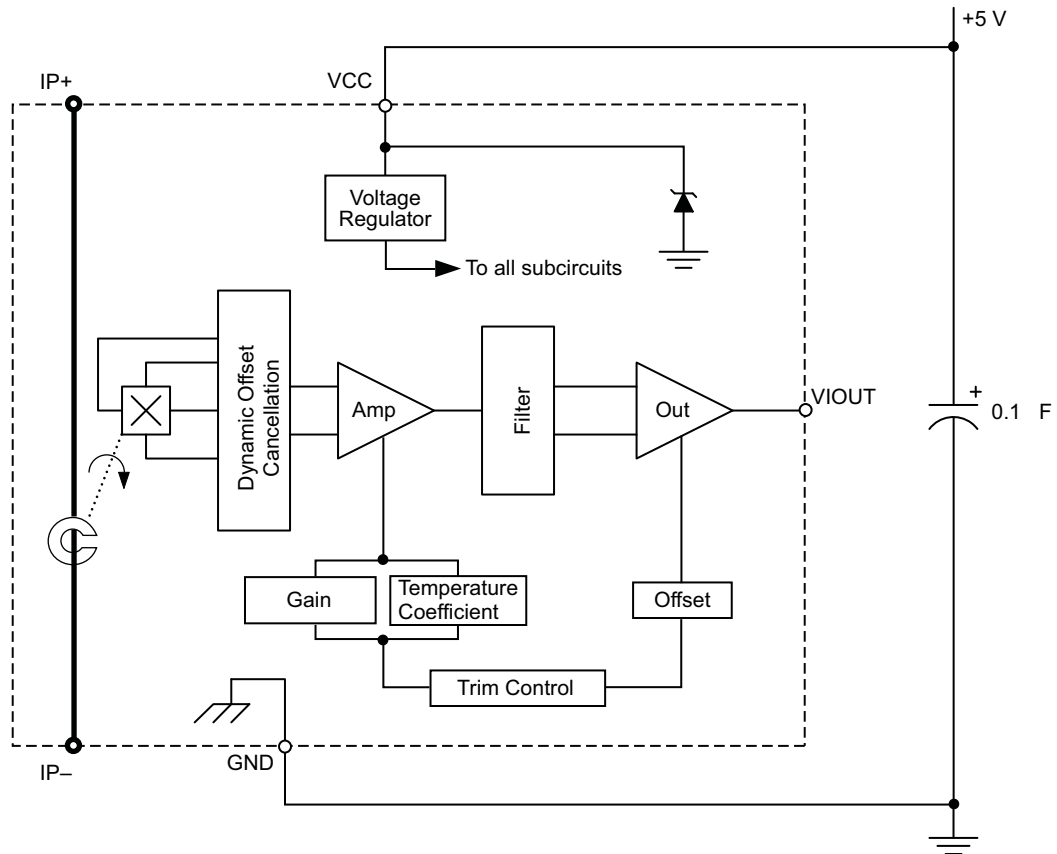 +5 V
IP+
VCC
Voltage
Regulator
To all subcircuits
Dynamic Offset
Cancellation
Amp
Filter
Out
VIOUT
+
0.1 F
Gain
Temperature
Coefficient
Offset
Trim Control
GND
IP–